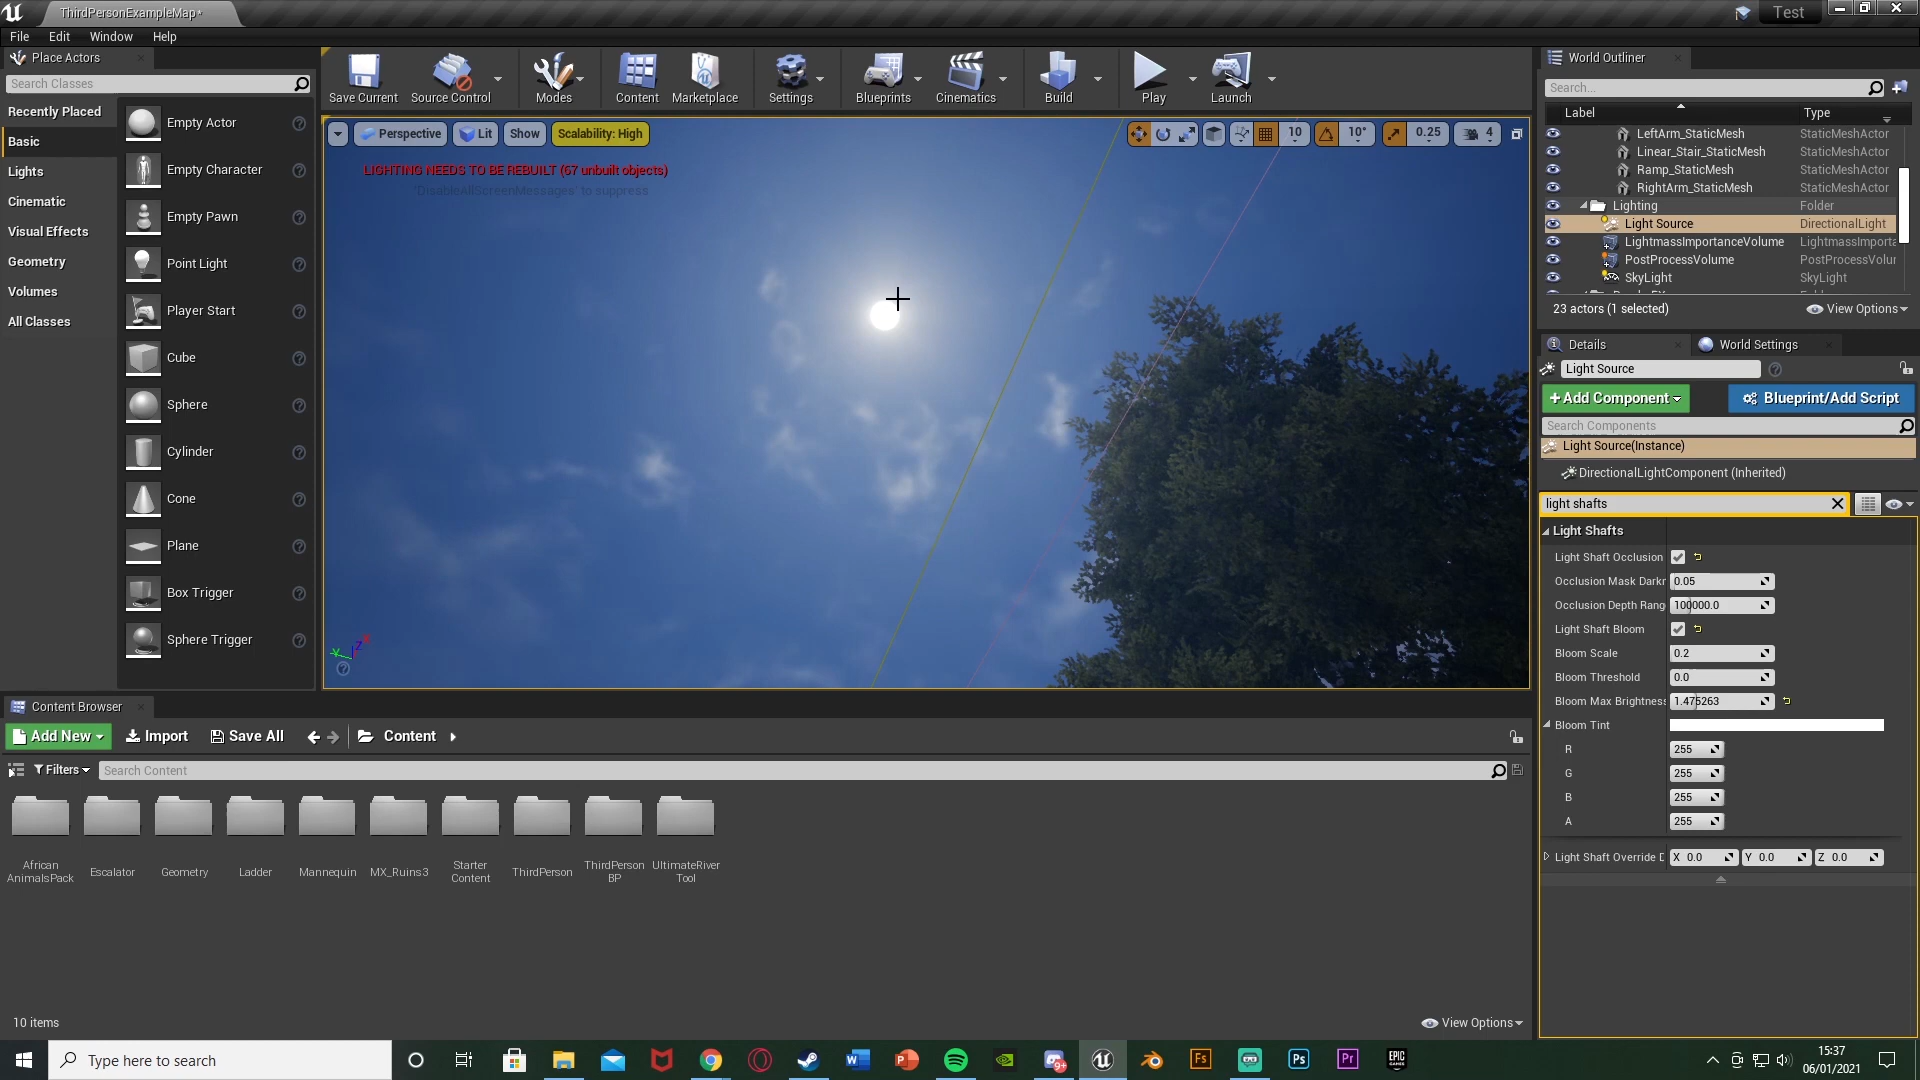 ThirdPersonExampleMap*
Test
File Edit Window Help
Place Actors
Search Classes
Recently Placed
Basic
Lights
Cinematic
Visual Effects
Geometry
Volumes
All Classes
Empty Actor
Empty Character
Empty Pawn
Point Light
Player Start
Cube
Sphere
Cylinder
Cone
Plane
Box Trigger
Sphere Trigger
Save Current
Source Control
Modes
Content
Marketplace
Settings
Blueprints
Cinematics
Build
Play
Launch
Perspective
Lit
Show
Scalability: High
10
10°
0.25
4
LIGHTING NEEDS TO BE REBUILT (67 unbuilt objects)
'DisableAllScreenMessages' to suppress
World Outliner
Search...
Label Type
LeftArm_StaticMesh StaticMeshActor
Linear_Stair_StaticMesh StaticMeshActor
Ramp_StaticMesh StaticMeshActor
RightArm_StaticMesh StaticMeshActor
Lighting Folder
Light Source DirectionalLight
LightmassImportanceVolume LightmassImporta
PostProcessVolume PostProcessVolur
SkyLight SkyLight
23 actors (1 selected)
View Options
Details
World Settings
Light Source
+Add Component
Blueprint/Add Script
Search Components
Light Source(Instance)
DirectionalLightComponent (Inherited)
light shafts
Light Shafts
Light Shaft Occlusion
Occlusion Mask Darkr 0.05
Occlusion Depth Rang 100000.0
Light Shaft Bloom
Bloom Scale 0.2
Bloom Threshold 0.0
Bloom Max Brightness 1.475263
Bloom Tint
R 255
G 255
B 255
A 255
Light Shaft Override D X 0.0 Y 0.0 Z 0.0
Content Browser
Add New
Import
Save All
Content
Filters
Search Content
African AnimalsPack
Escalator
Geometry
Ladder
Mannequin
MX_Ruins3
Starter Content
ThirdPerson
ThirdPerson BP
UltimateRiver Tool
10 items
View Options
Type here to search
15:37
06/01/2021